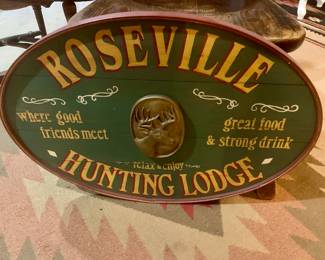 ROSEVILLE
where good
friends meet
great food
& strong drink
relax & enjoy
HUNTING LODGE